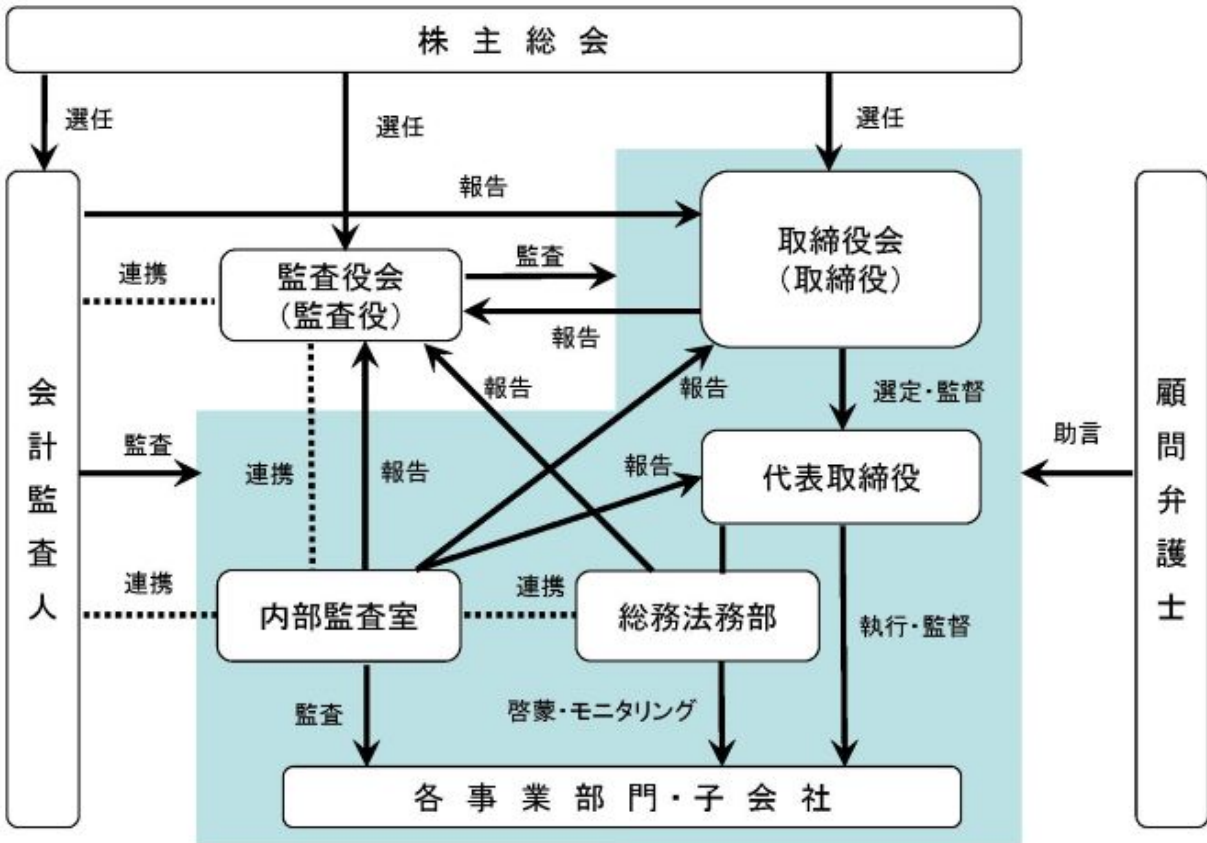 株主総会
選任
選任
選任
報告
取締役会
（取締役）
連携
監査役会
（監査役）
監査
報告
報告
報告
選定・監督
会計監査人
顧問弁護士
監査
連携
報告
報告
代表取締役
助言
連携
内部監査室
連携
総務法務部
執行・監督
監査
啓蒙・モニタリング
各事業部門・子会社